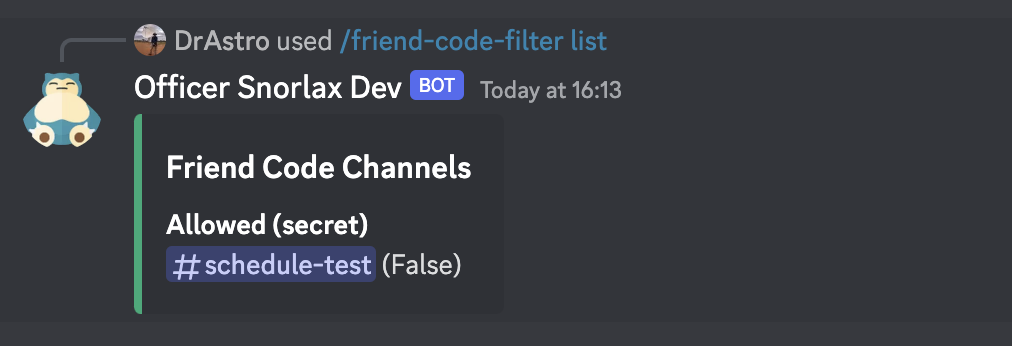 DrAstro used /friend-code-filter list
Officer Snorlax Dev BOT Today at 16:13
Friend Code Channels
Allowed (secret)
#schedule-test (False)